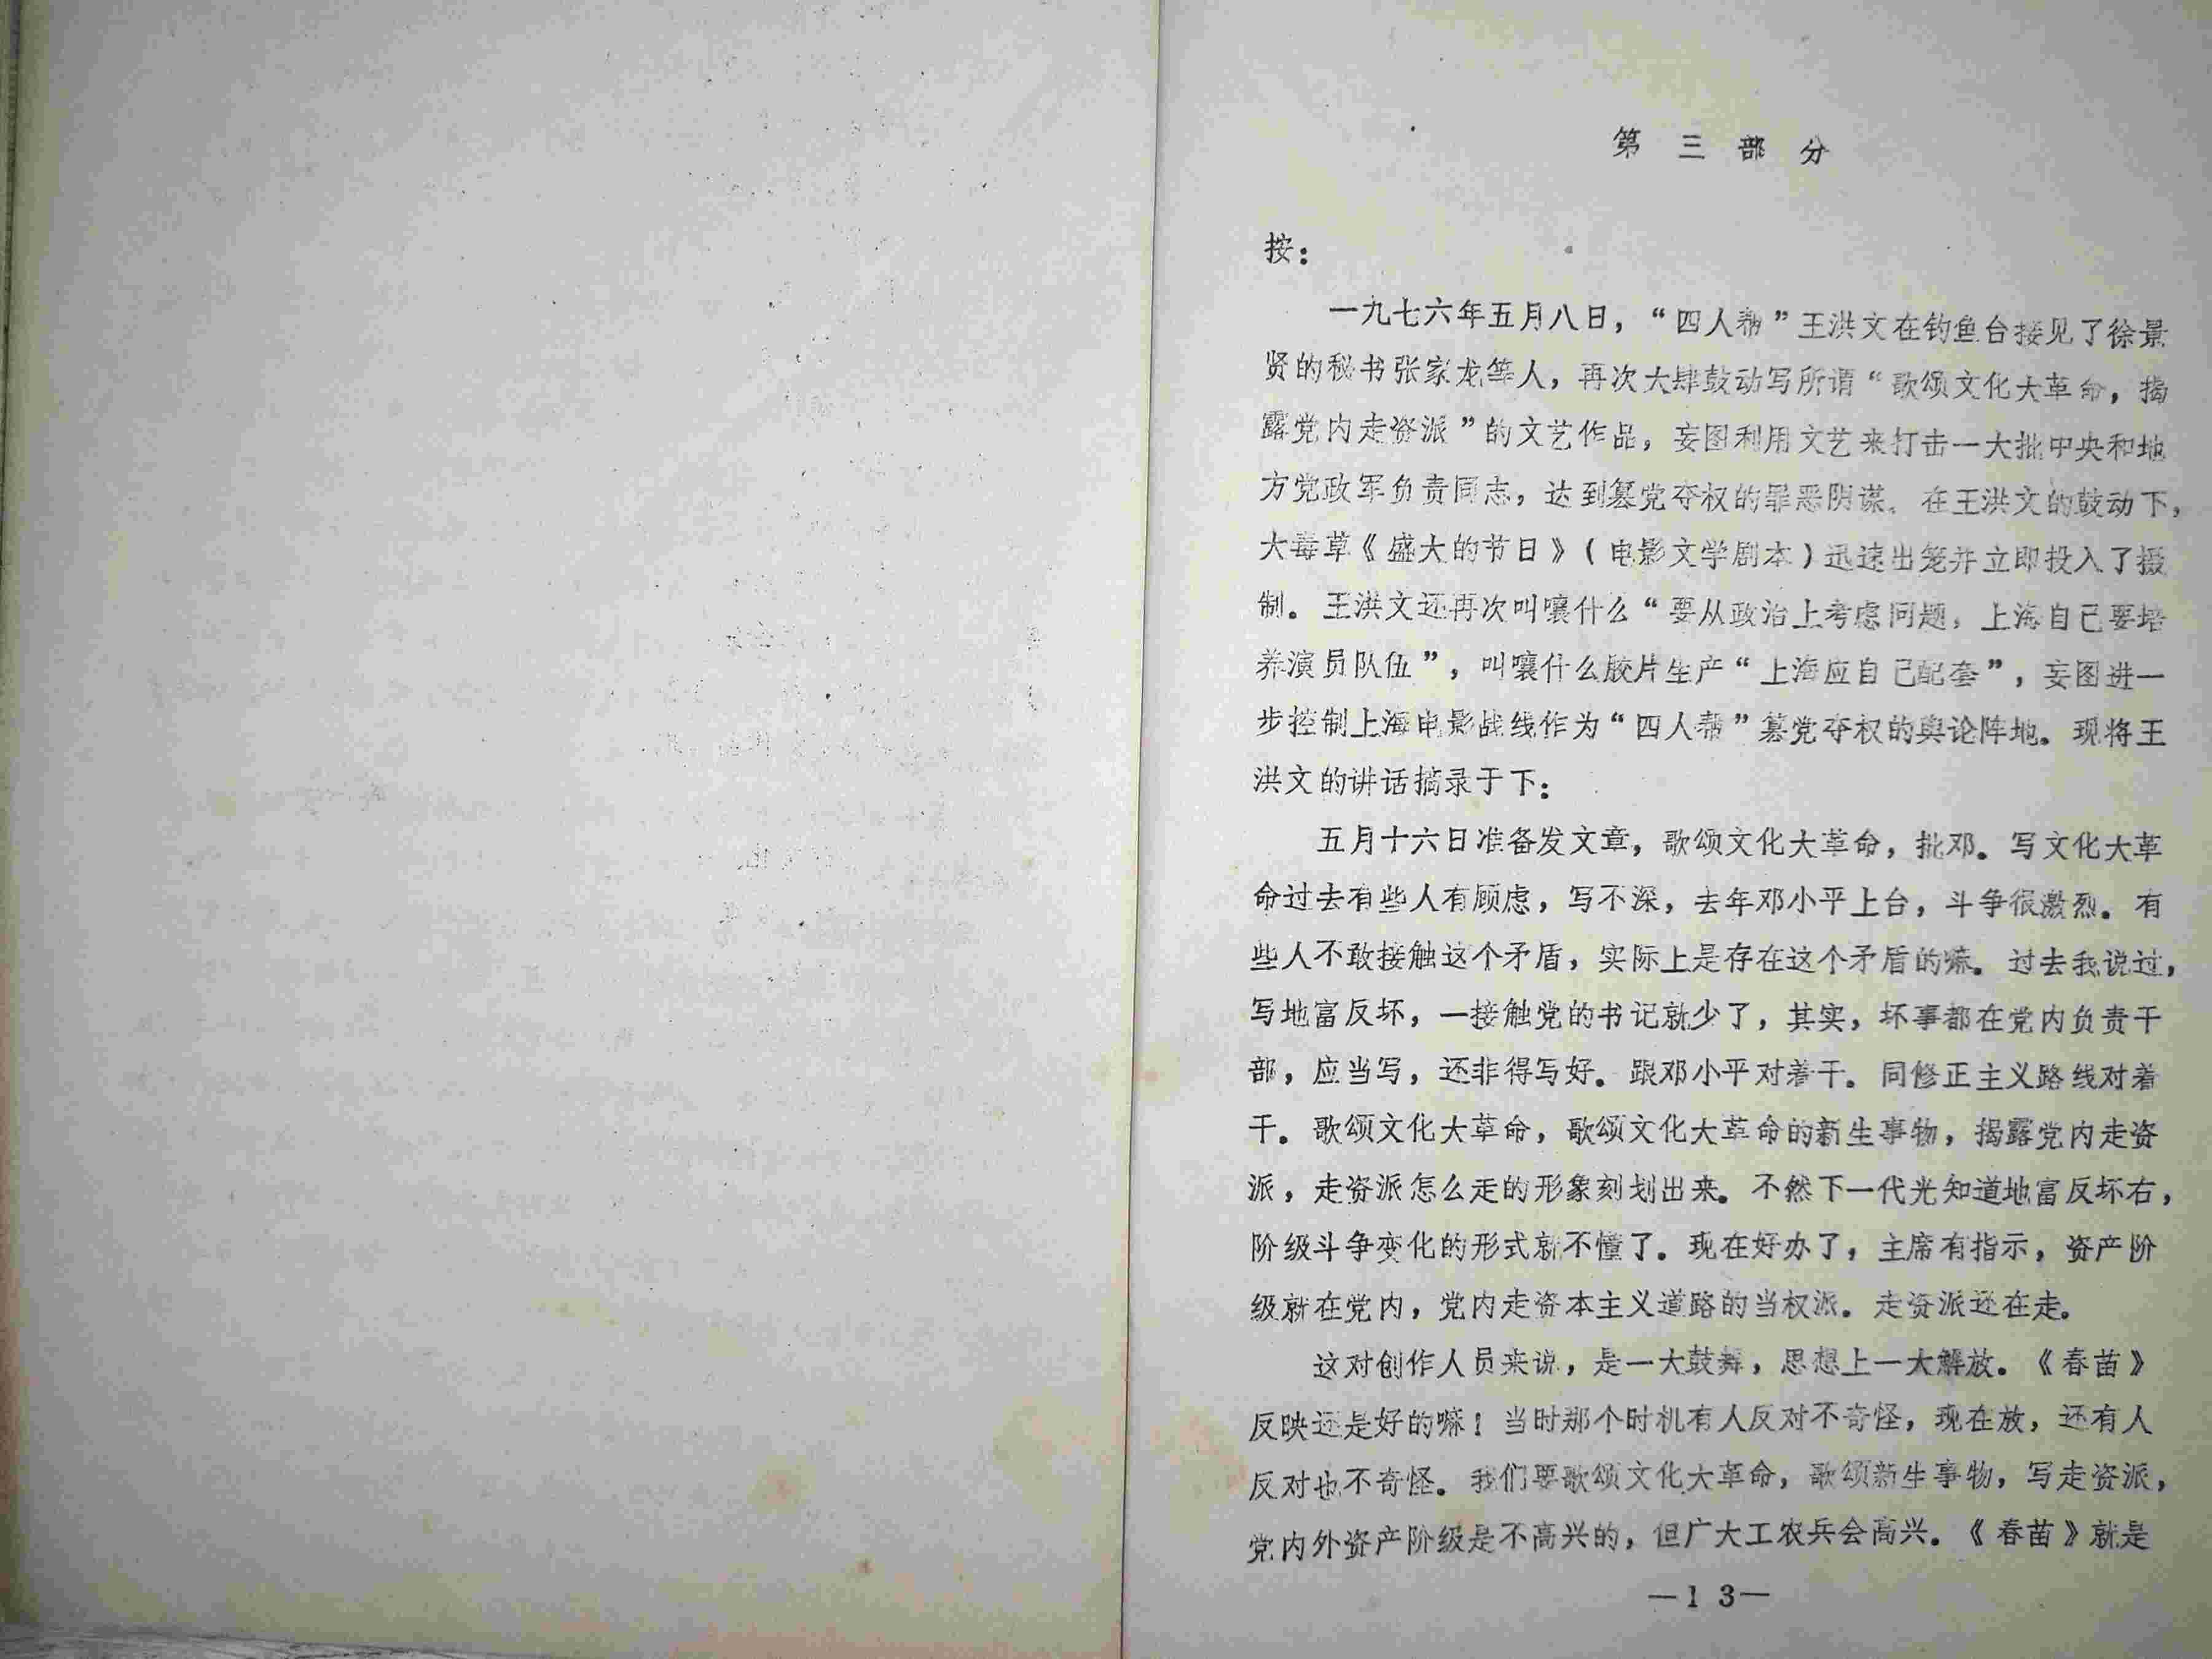 第三部分
按：
一九七六年五月八日，“四人帮”王洪文在钓鱼台接见了徐景
贤的秘书张家龙等人，再次大肆鼓动写所谓“歌颂文化大革命，揭
露党内走资派”的文艺作品，妄图利用文艺来打击一大批中央和地
方党政军负责同志，达到篡党夺权的罪恶阴谋。在王洪文的鼓动下，
大毒草《盛大的节日》(电影文学剧本)迅速出笼并立即投入了摄
制。王洪文还再次叫嚷什么“要从政治上考虑问题，上海自己要培
养演员队伍”，叫嚷什么胶片生产“上海应自己配套”，妄图进一
步控制上海电影战线作为“四人帮”篡党夺权的舆论阵地。现将王
洪文的讲话摘录于下：
五月十六日准备发文章，歌颂文化大革命，批邓。写文化大革
命过去有些人有顾虑，写不深，去年邓小平上台，斗争很激烈。有
些人不敢接触这个矛盾，实际上是存在这个矛盾的嘛。过去我说过，
写地富反坏，一接触党的书记就少了，其实，坏事都在党内负责干
部，应当写，还非得写好。跟邓小平对着干。同修正主义路线对着
干。歌颂文化大革命，歌颂文化大革命的新生事物，揭露党内走资
派，走资派怎么走的形象刻划出来。不然下一代光知道地富反坏右，
阶级斗争变化的形式就不懂了。现在好办了，主席有指示，资产阶
级就在党内，党内走资本主义道路的当权派。走资派还在走。
这对创作人员来说，是一大鼓舞，思想上一大解放。《春苗》
反映还是好的嘛！当时那个时机有人反对不奇怪，现在放，还有人
反对也不奇怪。我们要歌颂文化大革命，歌颂新生事物，写走资派，
党内外资产阶级是不高兴的，但广大工农兵会高兴。《春苗》就是
—13—